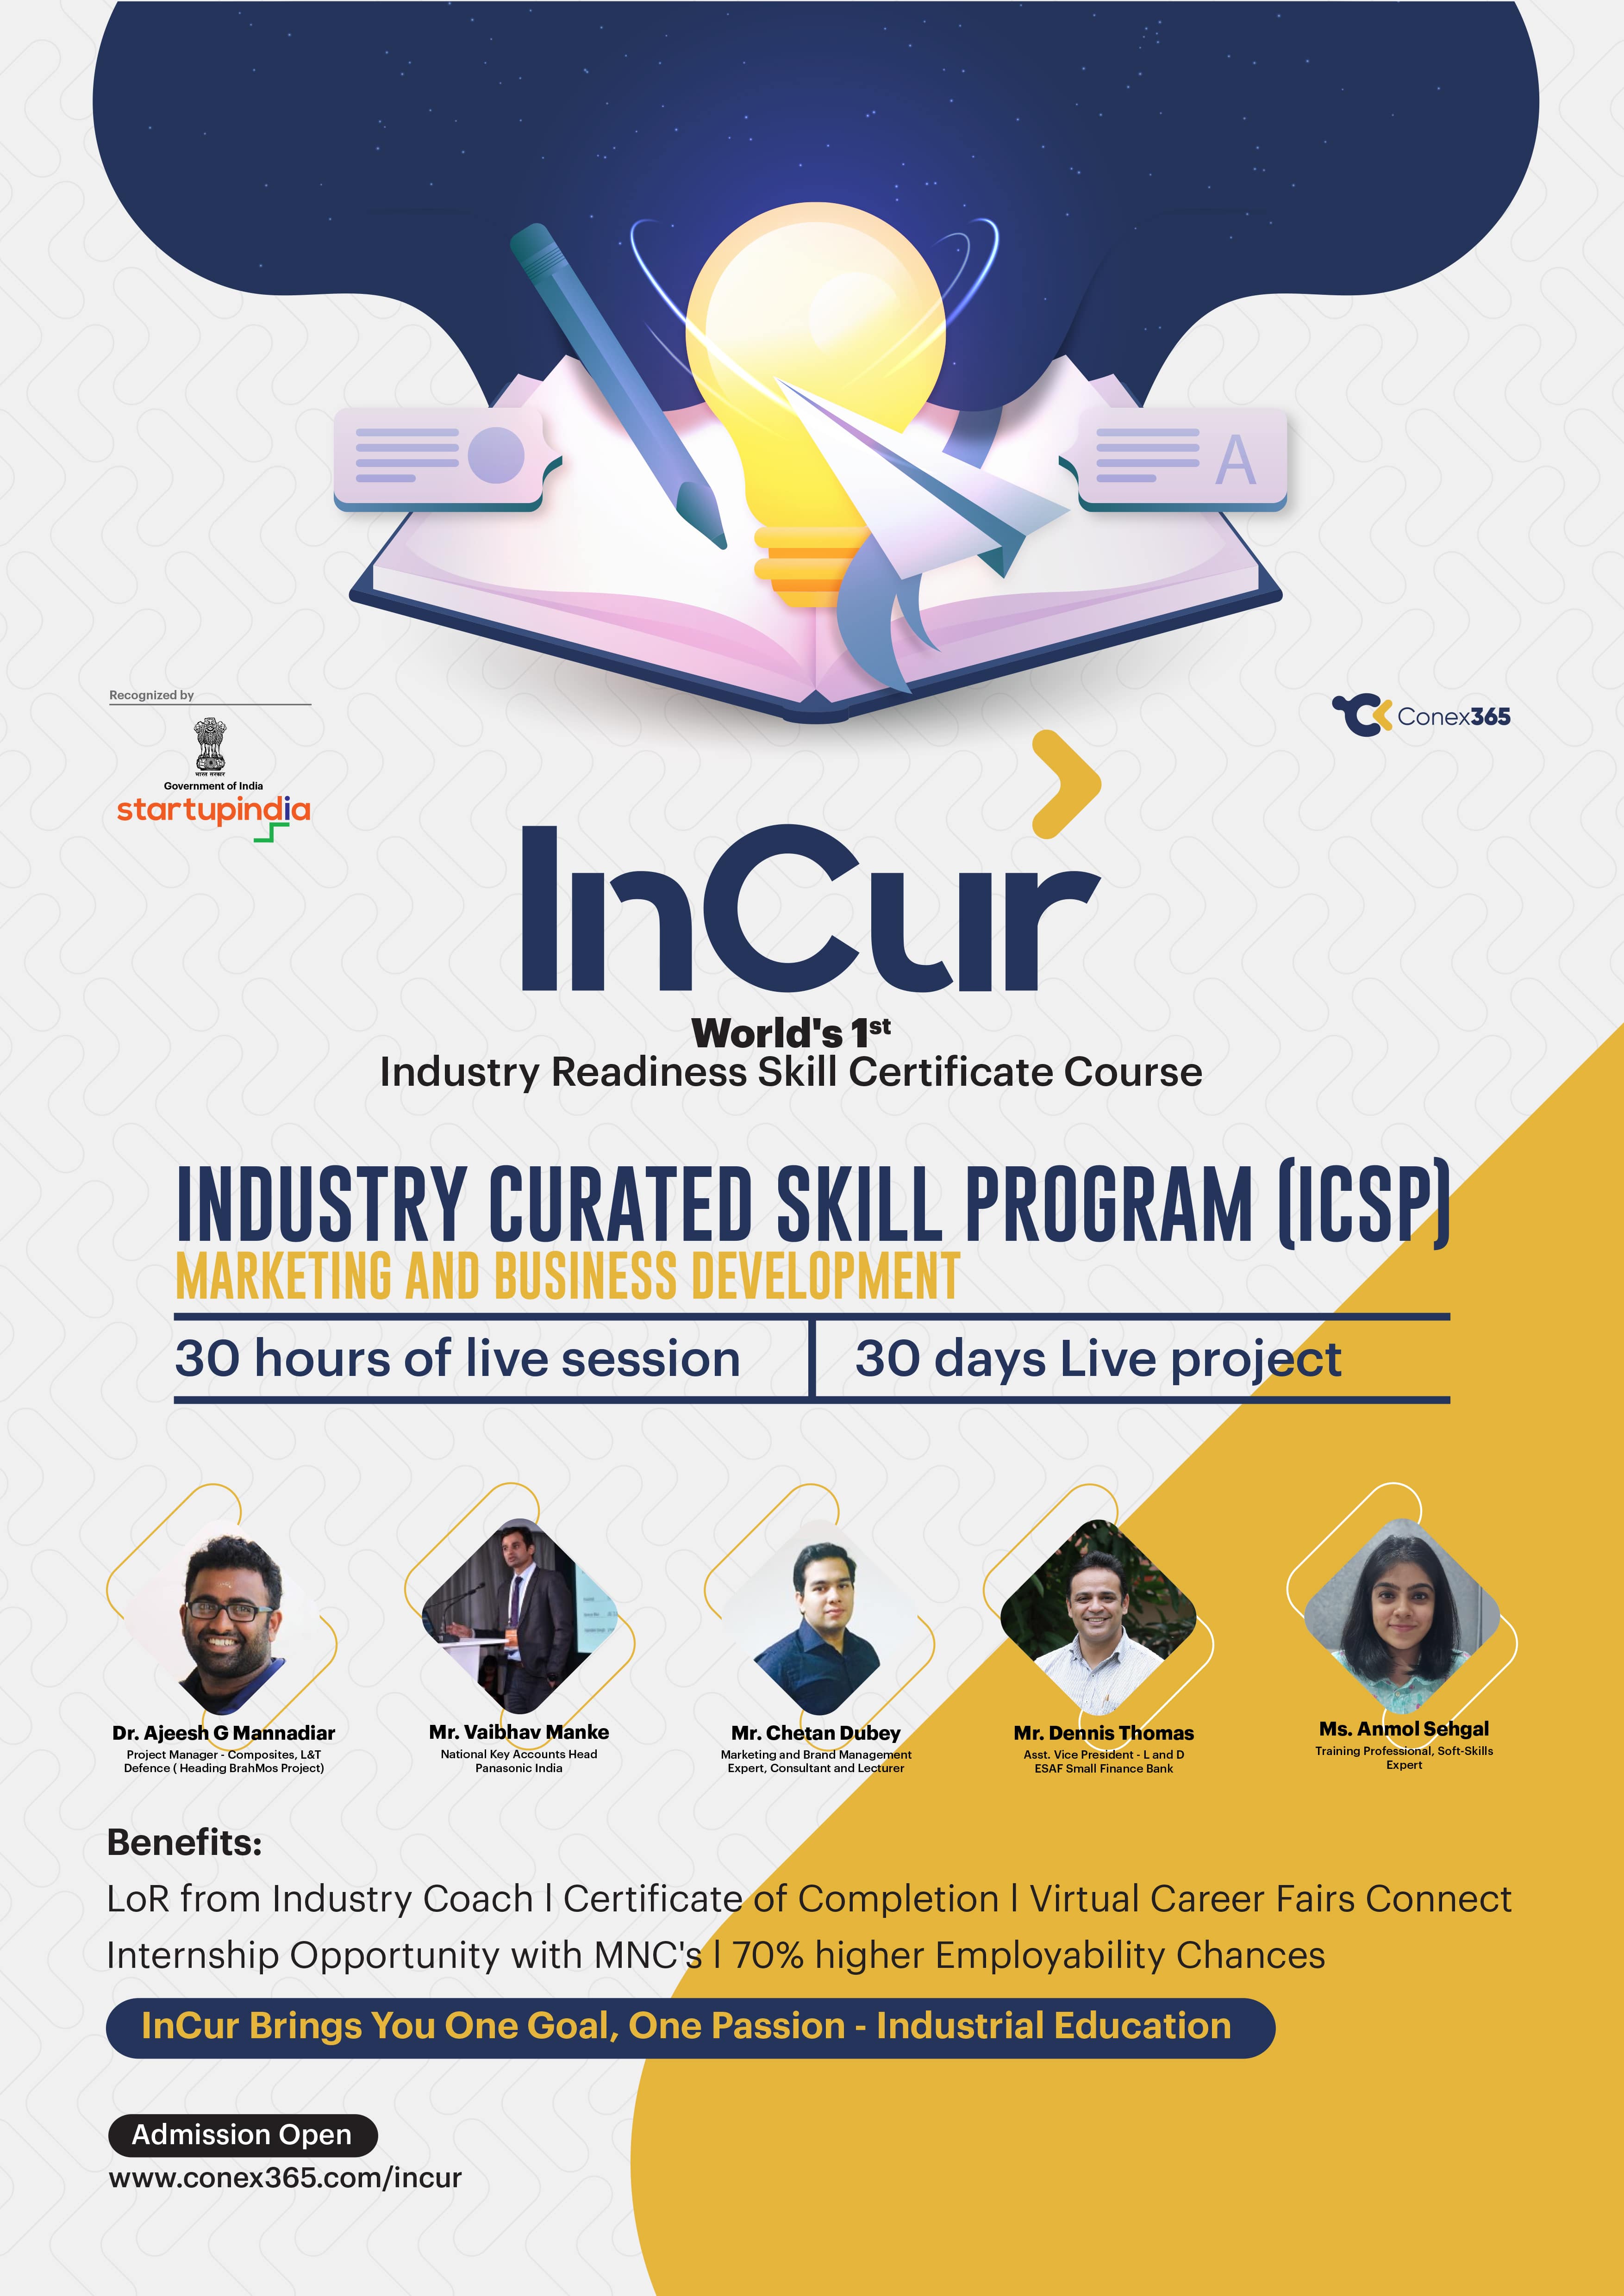 A
Recognized by
भारत सरकार
Government of India
startupindia
Conex365
InCur
World's 1st
Industry Readiness Skill Certificate Course
INDUSTRY CURATED SKILL PROGRAM (ICSP)
MARKETING AND BUSINESS DEVELOPMENT
30 hours of live session
30 days Live project
Dr. Ajeesh G Mannadiar
Project Manager - Composites, L&T
Defence ( Heading BrahMos Project)
Mr. Vaibhav Manke
National Key Accounts Head
Panasonic India
Mr. Chetan Dubey
Marketing and Brand Management
Expert, Consultant and Lecturer
Mr. Dennis Thomas
Asst. Vice President - L and D
ESAF Small Finance Bank
Ms. Anmol Sehgal
Training Professional, Soft-Skills
Expert
Benefits:
LoR from Industry Coach l Certificate of Completion l Virtual Career Fairs Connect
Internship Opportunity with MNC's l 70% higher Employability Chances
InCur Brings You One Goal, One Passion - Industrial Education
Admission Open
www.conex365.com/incur